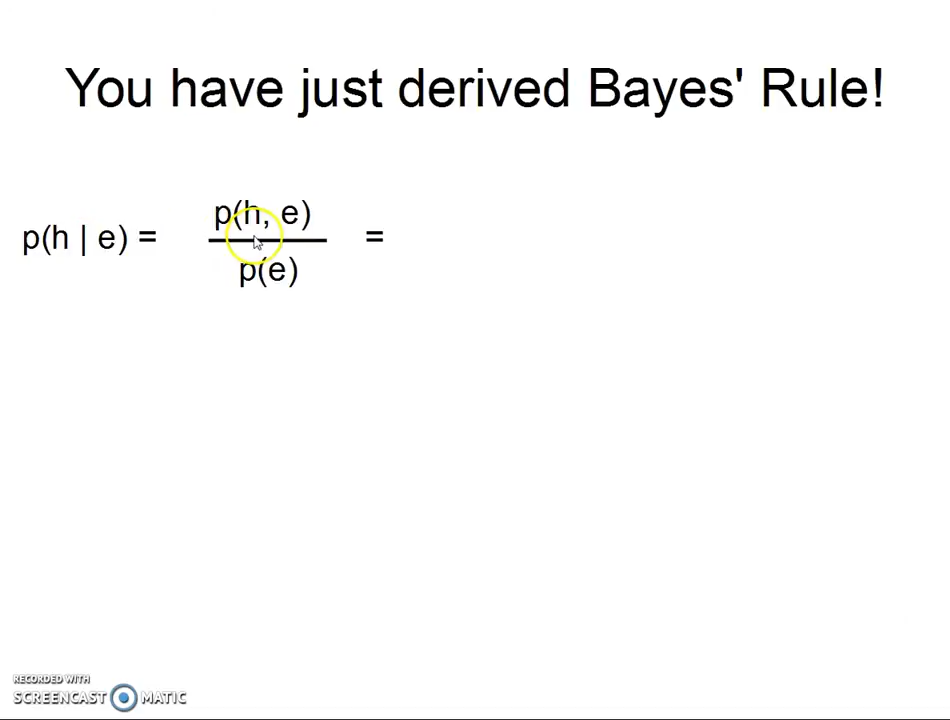 You have just derived Bayes' Rule!
p(h, e)
p(h | e) = =
p(e)
RECORDED WITH
SCREENCAST MATIC